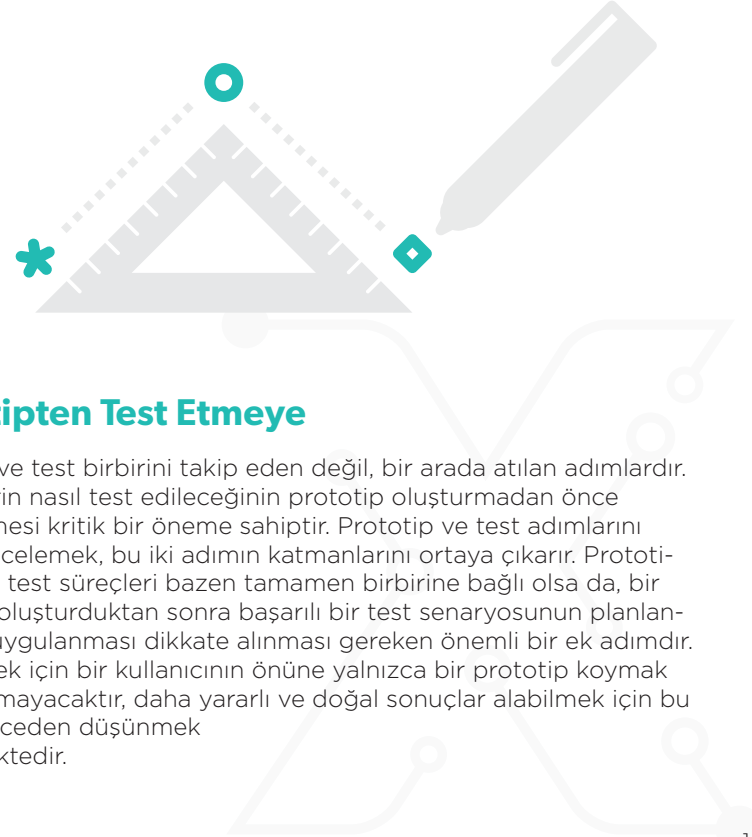 tipten Test Etmeye
ve test birbirini takip eden değil, bir arada atılan adımlardır.
rin nasıl test edileceğinin prototip oluşturmadan önce
nesi kritik bir öneme sahiptir. Prototip ve test adımlarını
celemek, bu iki adımın katmanlarını ortaya çıkarır. Prototi-
test süreçleri bazen tamamen birbirine bağlı olsa da, bir
oluşturduktan sonra başarılı bir test senaryosunun planlan-
uygulanması dikkate alınması gereken önemli bir ek adımdır.
ek için bir kullanıcının önüne yalnızca bir prototip koymak
mayacaktır, daha yararlı ve doğal sonuçlar alabilmek için bu
ceden düşünmek
ktedir.